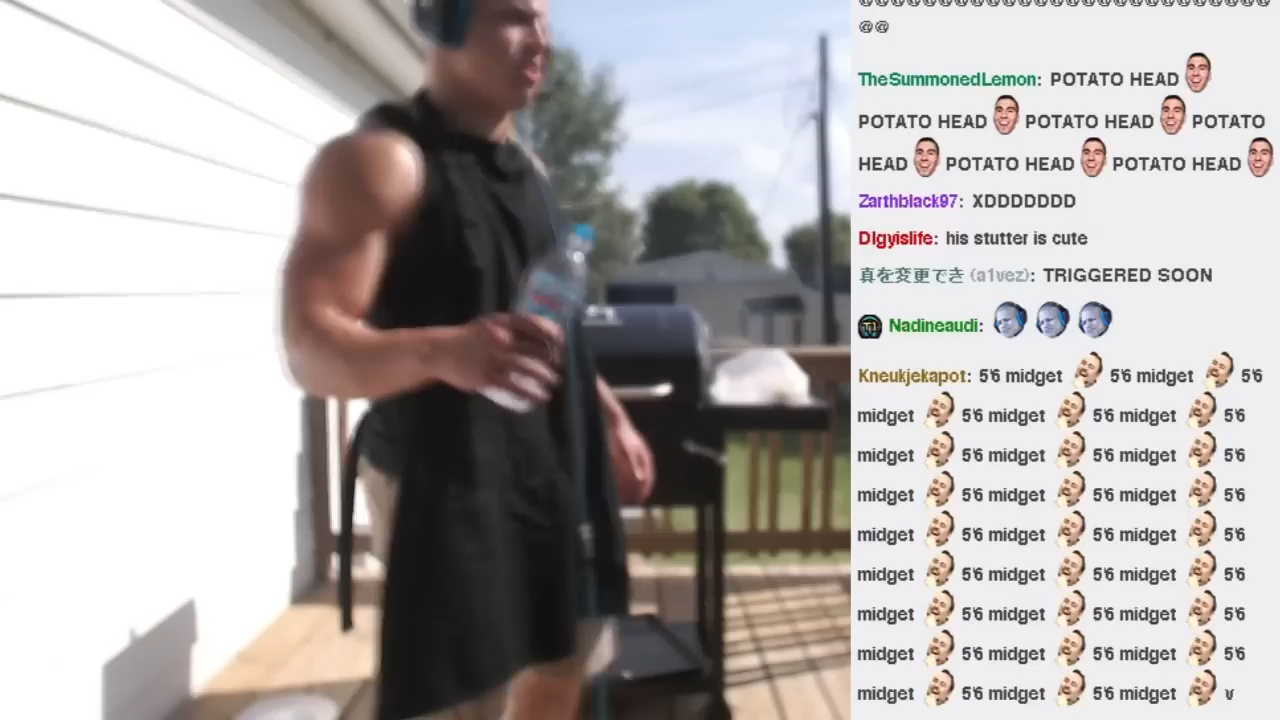 @@@@@@@@@@@@@@@@@@@@@@@@@@
@@
TheSummonedLemon: POTATO HEAD
POTATO HEAD POTATO HEAD POTATO
HEAD POTATO HEAD POTATO HEAD
Zarthblack97: XDDDDDDD
Dlgyislife: his stutter is cute
真を変更でき (a1vez): TRIGGERED SOON
Nadineaudi:
Kneukjekapot: 5'6 midget 5'6 midget 5'6
midget 5'6 midget 5'6 midget 5'6
midget 5'6 midget 5'6 midget 5'6
midget 5'6 midget 5'6 midget 5'6
midget 5'6 midget 5'6 midget 5'6
midget 5'6 midget 5'6 midget 5'6
midget 5'6 midget 5'6 midget 5'6
midget 5'6 midget 5'6 midget 5'6
midget 5'6 midget 5'6 midget